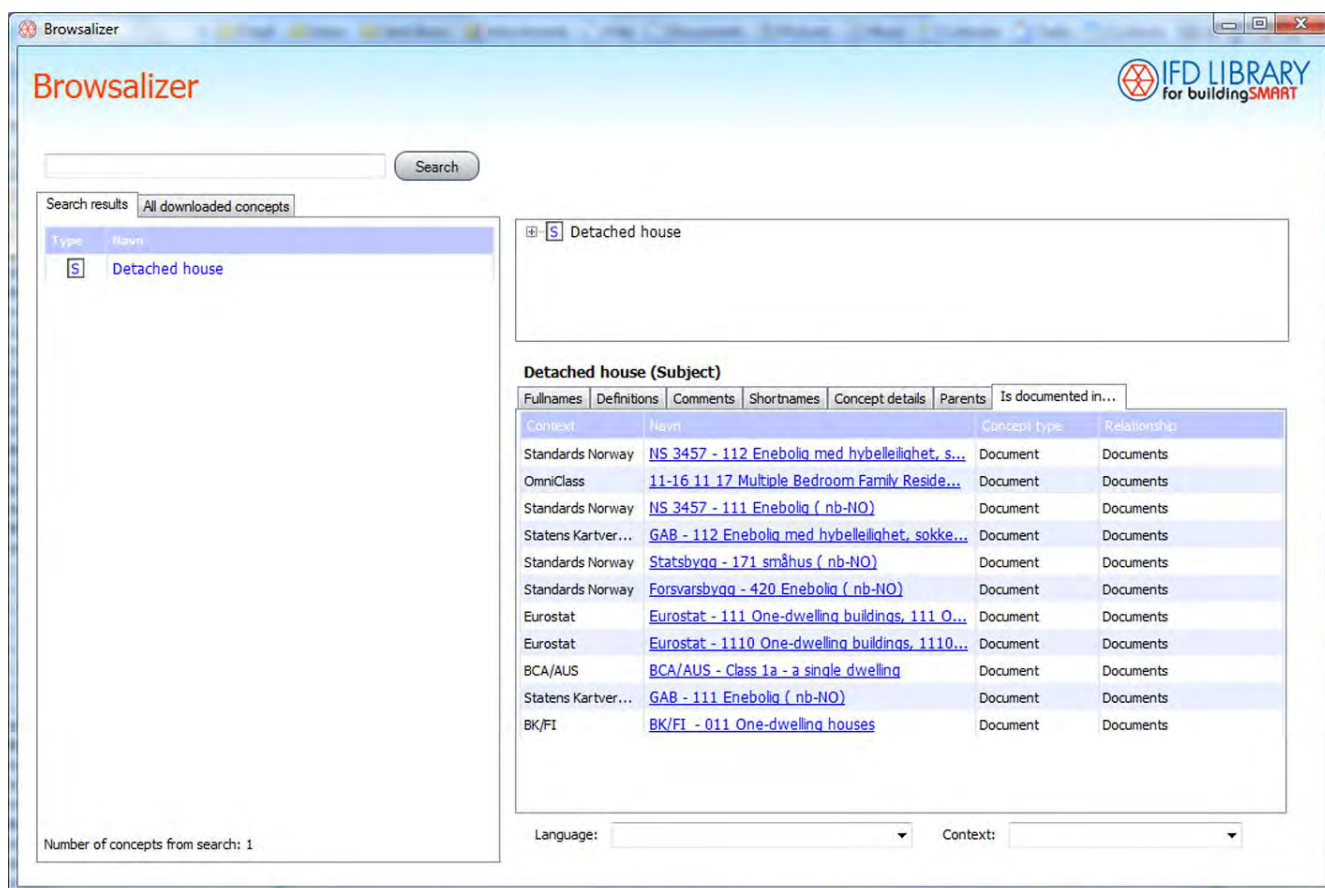 Browsalizer
Browsalizer
IFD LIBRARY
for buildingSMART
Search
Search results All downloaded concepts
Type Navn
S Detached house
Number of concepts from search: 1
S Detached house
Detached house (Subject)
Fullnames Definitions Comments Shortnames Concept details Parents Is documented in...
Context Navn Concept type Relationship
Standards Norway NS 3457 - 112 Enebolig med hybelleilighet, s... Document Documents
OmniClass 11-16 11 17 Multiple Bedroom Family Reside... Document Documents
Standards Norway NS 3457 - 111 Enebolig ( nb-NO) Document Documents
Statens Kartver... GAB - 112 Enebolig med hybelleilighet, sokke... Document Documents
Standards Norway Statsbygg - 171 småhus ( nb-NO) Document Documents
Standards Norway Forsvarsbygg - 420 Enebolig ( nb-NO) Document Documents
Eurostat Eurostat - 111 One-dwelling buildings, 111 O... Document Documents
Eurostat Eurostat - 1110 One-dwelling buildings, 1110... Document Documents
BCA/AUS BCA/AUS - Class 1a - a single dwelling Document Documents
Statens Kartver... GAB - 111 Enebolig ( nb-NO) Document Documents
BK/FI BK/FI - 011 One-dwelling houses Document Documents
Language: Context: